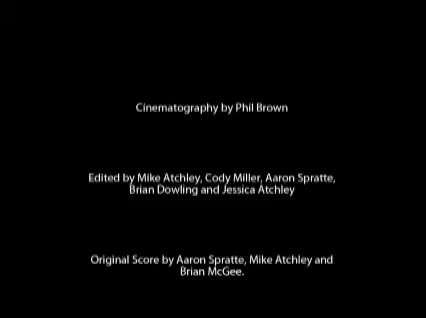 Cinematography by Phil Brown
Edited by Mike Atchley, Cody Miller, Aaron Spratte,
Brian Dowling and Jessica Atchley
Original Score by Aaron Spratte, Mike Atchley and
Brian McGee.